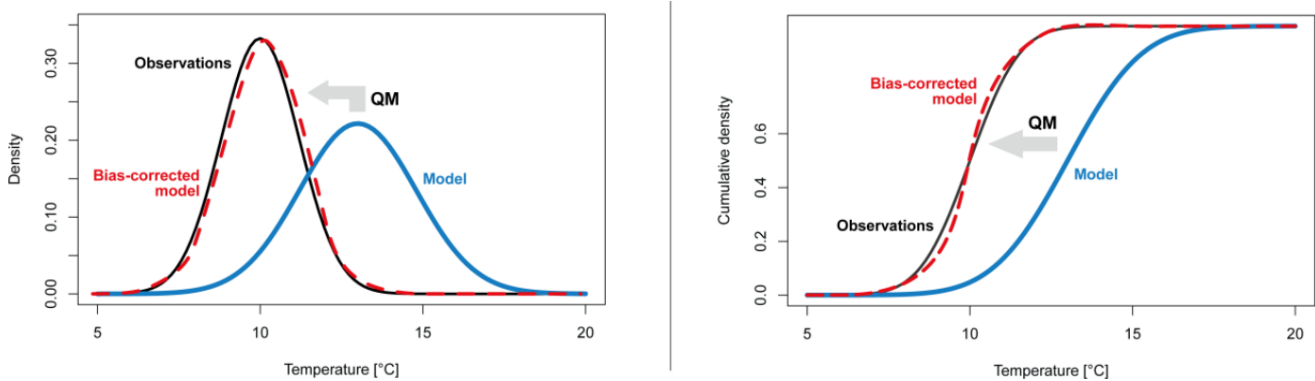 Density
0.30
0.20
0.10
0.00
Observations
QM
Bias-corrected
model
Model
5
10
15
20
Temperature [°C]
Cumulative density
0.6
0.4
0.2
0.0
Bias-corrected
model
QM
Model
Observations
5
10
15
20
Temperature [°C]